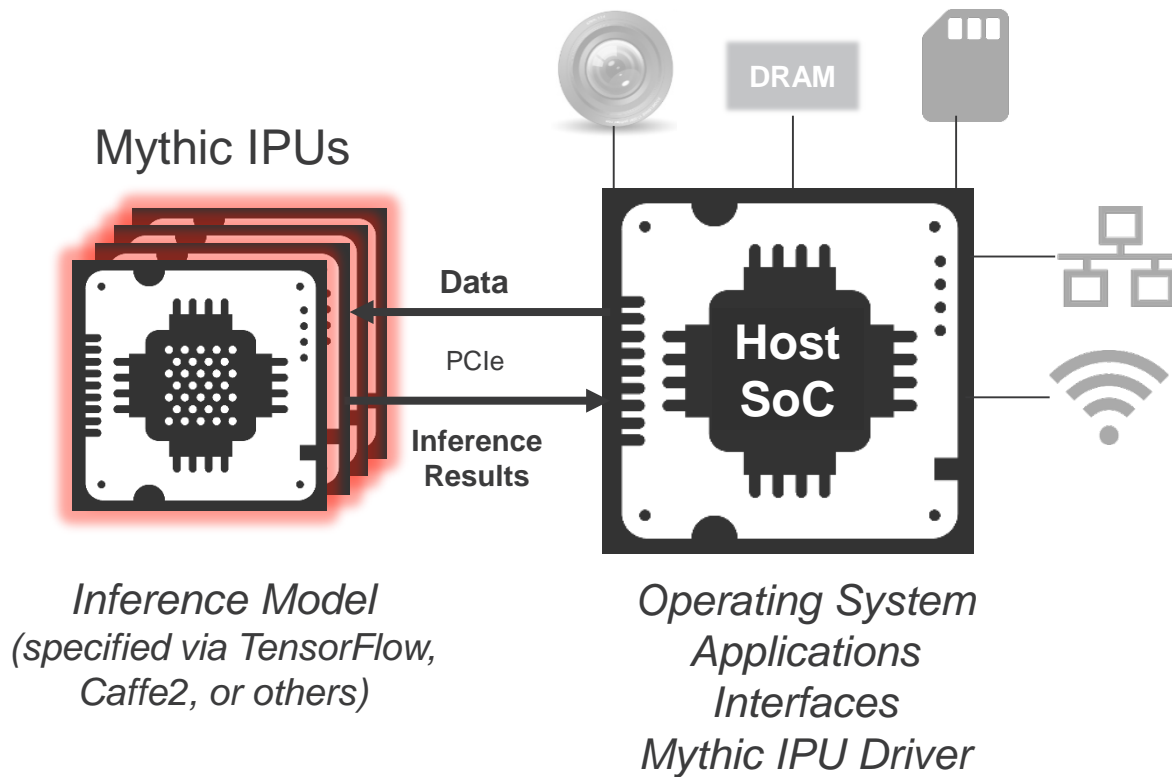 DRAM
Mythic IPUs
Data
PCIe
Inference
Results
Host
SoC
Inference Model
(specified via TensorFlow,
Caffe2, or others)
Operating System
Applications
Interfaces
Mythic IPU Driver